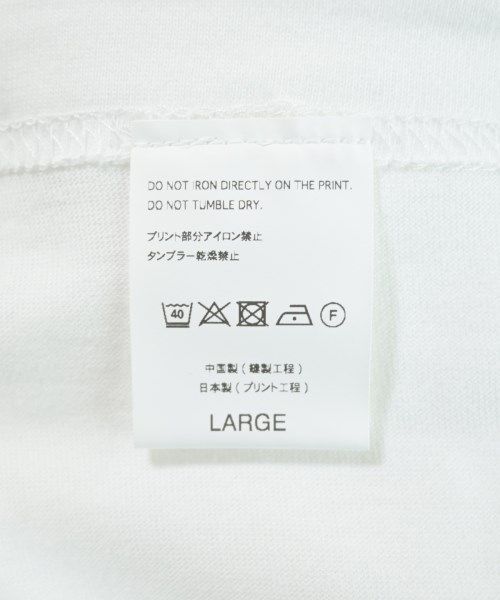 DO NOT IRON DIRECTLY ON THE PRINT.
DO NOT TUMBLE DRY.
プリント部分アイロン禁止
タンブラー乾燥禁止
40 F
中国製 ( 縫製工程 )
日本製 ( プリント工程 )
LARGE